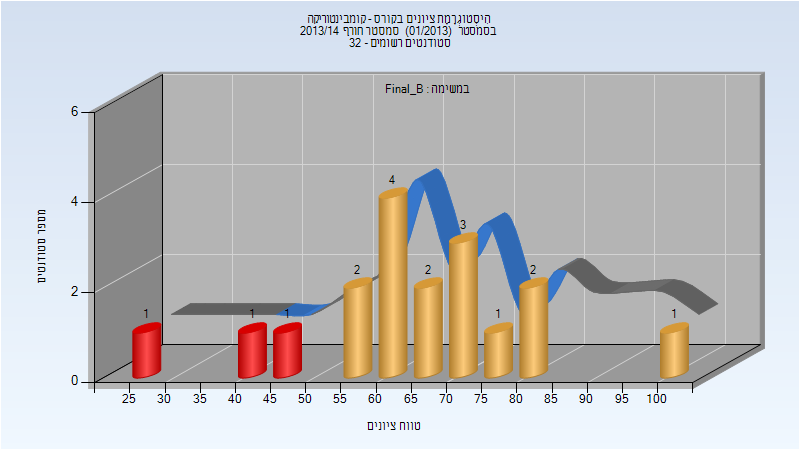 הִיסְטוגְרָמַת ציונים בקורס - קומבינטוריקה
בסמסטר (01/2013) סמסטר חורף 2013/14
סטודנטים רשומים - 32
במשימה : Final_B
מספר סטודנטים
6
4
2
0
1
1
1
2
4
2
3
1
2
1
25 30 35 40 45 50 55 60 65 70 75 80 85 90 95 100
טווח ציונים